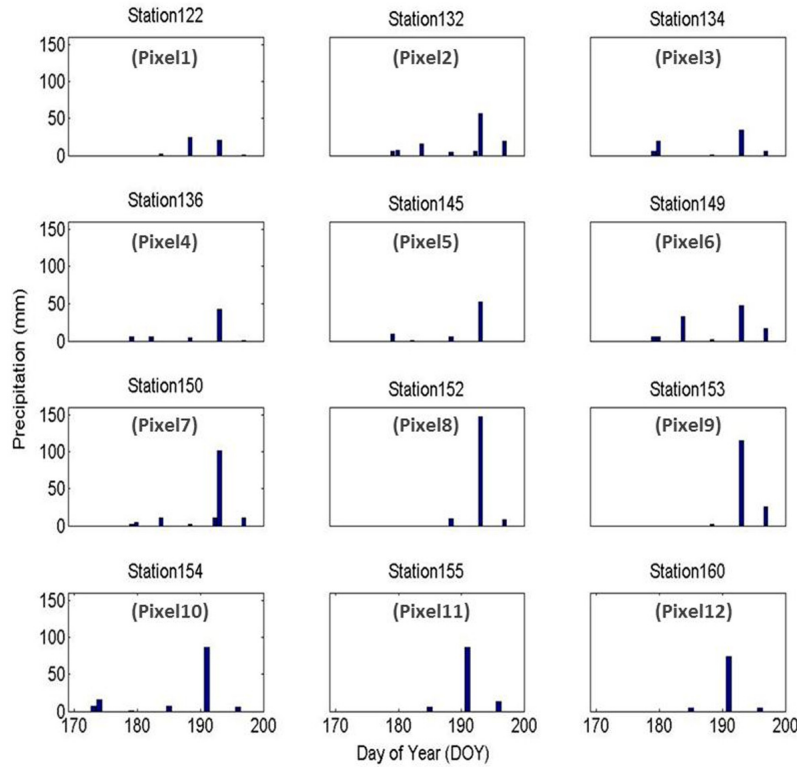 Station122 Station132 Station134
150 (Pixel1) (Pixel2) (Pixel3)
100
50
0
Station136 Station145 Station149
150 (Pixel4) (Pixel5) (Pixel6)
100
50
0
Precipitation (mm)
Station150 Station152 Station153
150 (Pixel7) (Pixel8) (Pixel9)
100
50
0
Station154 Station155 Station160
150 (Pixel10) (Pixel11) (Pixel12)
100
50
0
170 180 190 200 170 180 190 200 170 180 190 200
Day of Year (DOY)